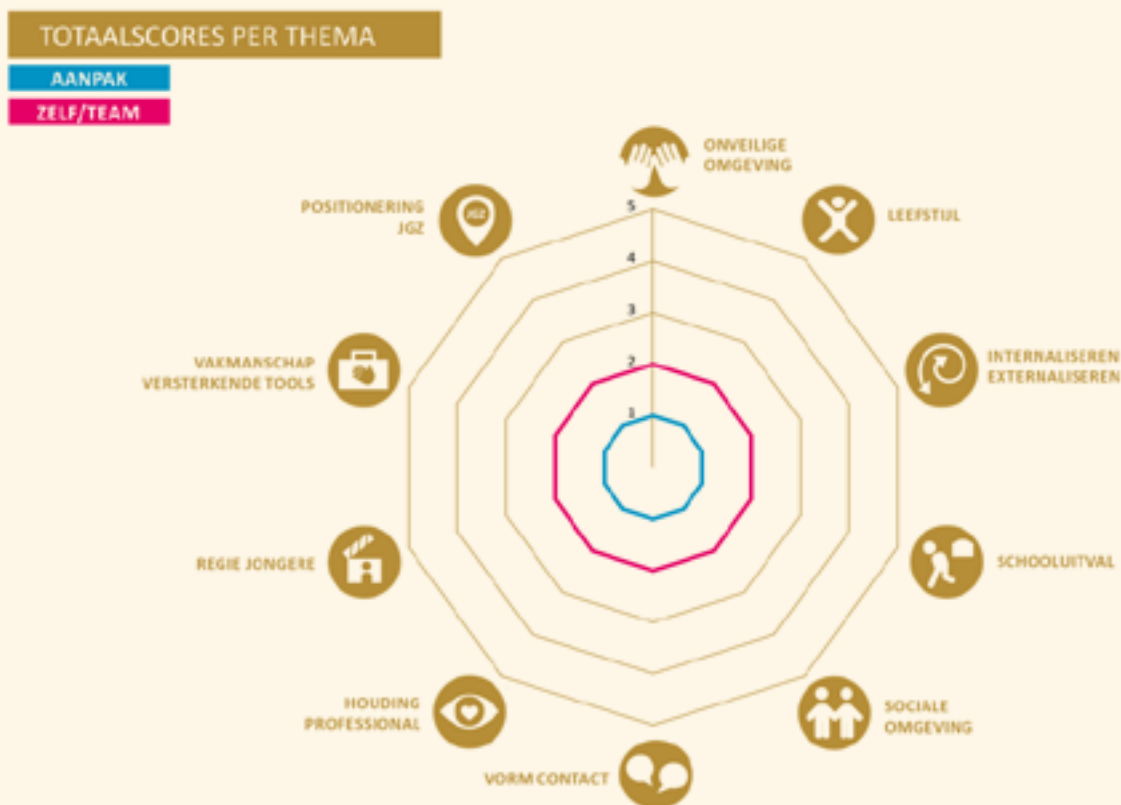 TOTAALSCORES PER THEMA
AANPAK
ZELF/TEAM
ONVEILIGE
OMGEVING
LEEFSTIJL
INTERNALISEREN
EXTERNALISEREN
SCHOOLUITVAL
SOCIALE
OMGEVING
VORM CONTACT
HOUDING
PROFESSIONAL
REGIE JONGERE
VAKMANSCHAP
VERSTERKENDE TOOLS
POSITIONERING
JGZ
JGZ
5
4
3
2
1